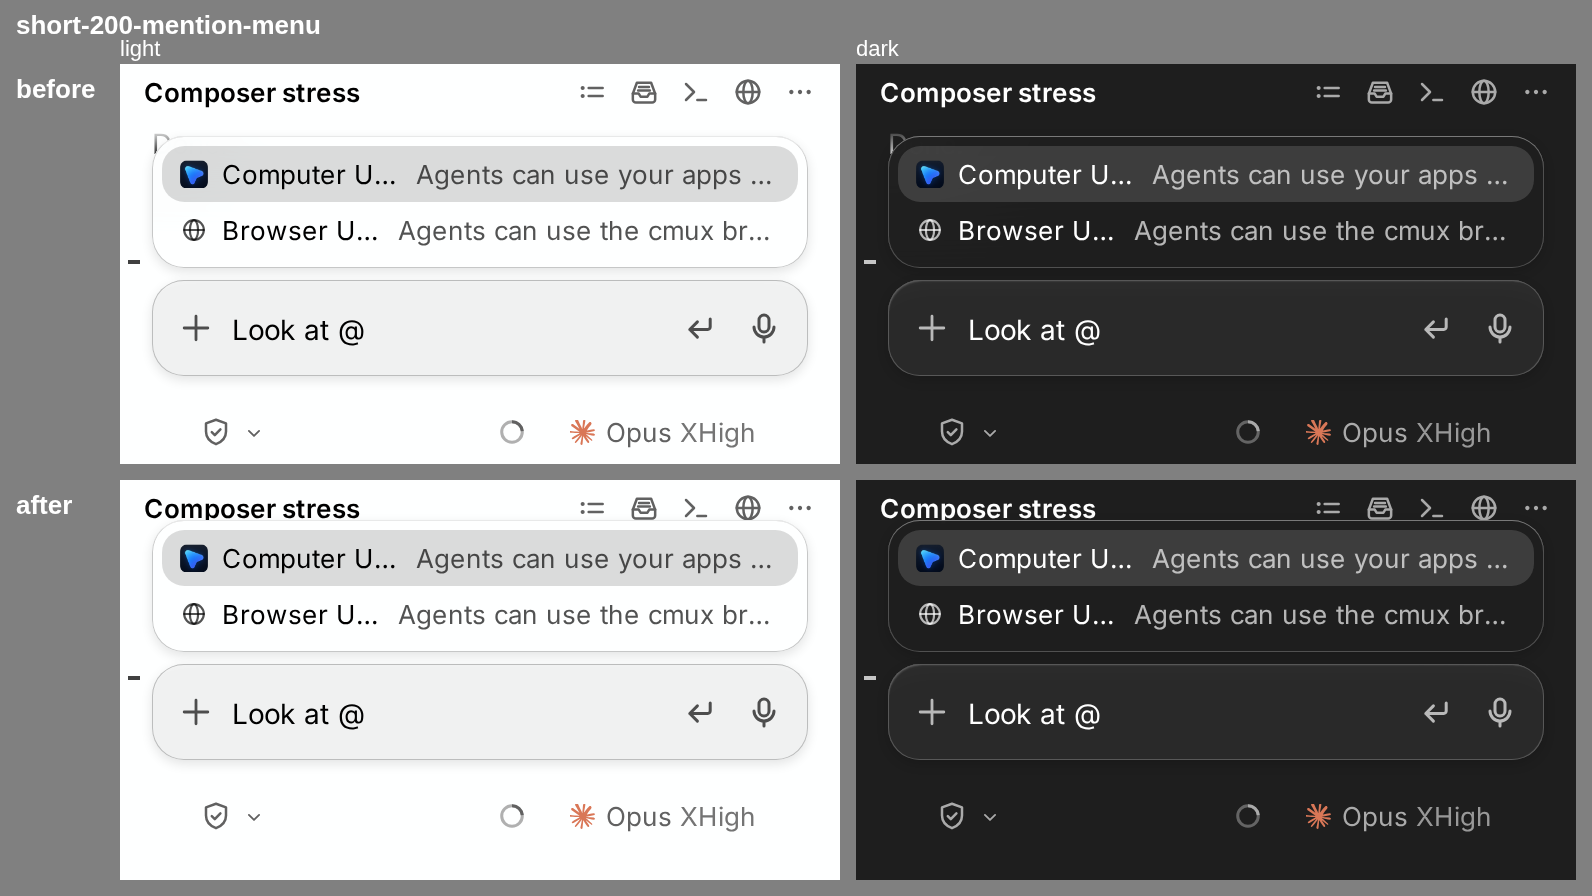 short-200-mention-menu
light
dark
before
Composer stress
Computer U... Agents can use your apps ...
Browser U... Agents can use the cmux br...
Look at @
Opus XHigh
Composer stress
Computer U... Agents can use your apps ...
Browser U... Agents can use the cmux br...
Look at @
Opus XHigh
after
Composer stress
Computer U... Agents can use your apps ...
Browser U... Agents can use the cmux br...
Look at @
Opus XHigh
Composer stress
Computer U... Agents can use your apps ...
Browser U... Agents can use the cmux br...
Look at @
Opus XHigh